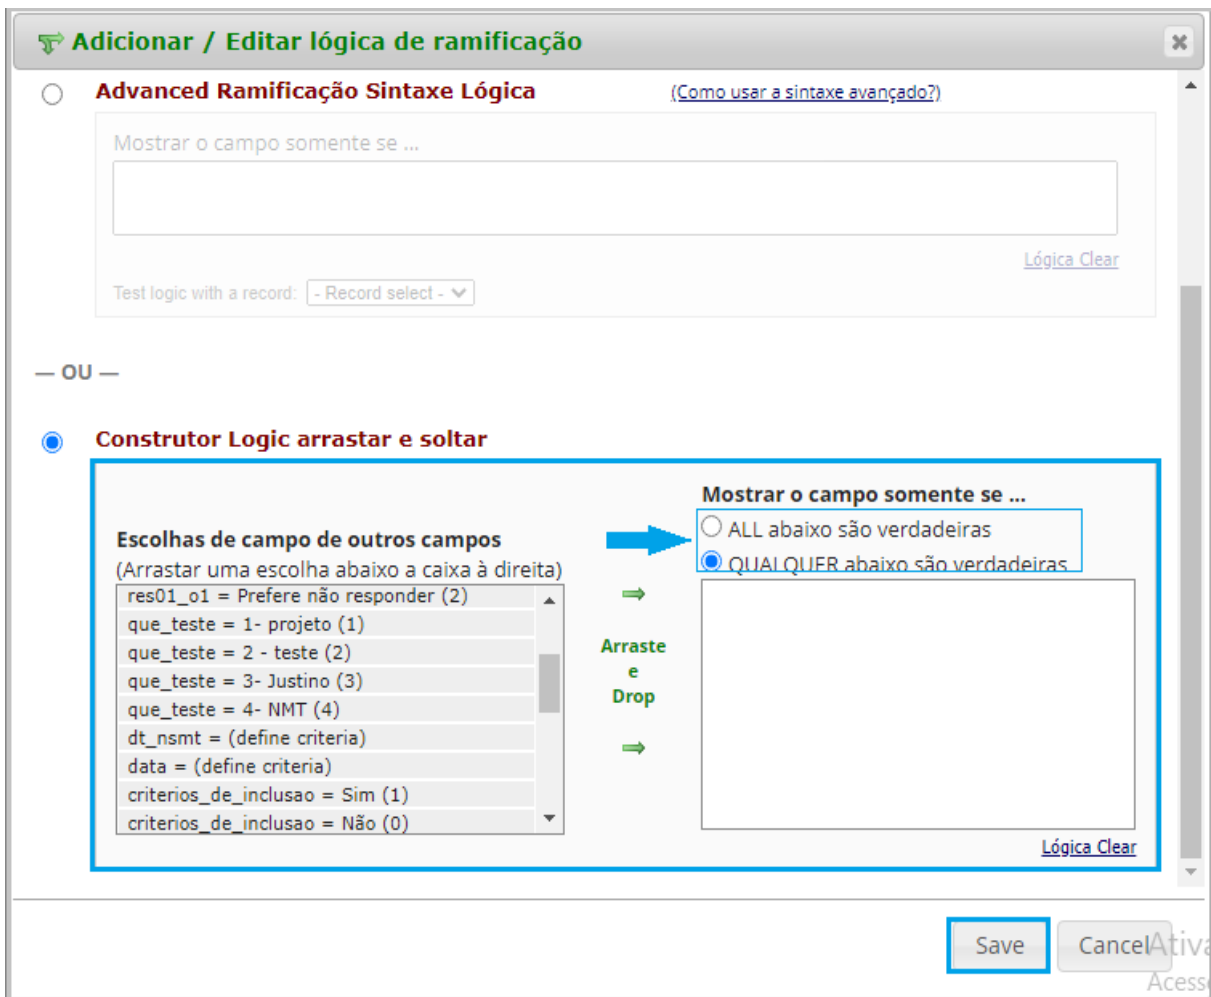 Adicionar / Editar lógica de ramificação
Advanced Ramificação Sintaxe Lógica (Como usar a sintaxe avançado?)
Mostrar o campo somente se ...
Lógica Clear
Test logic with a record: - Record select -
— OU —
Construtor Logic arrastar e soltar
Mostrar o campo somente se ...
ALL abaixo são verdadeiras
QUALQUER abaixo são verdadeiras
Escolhas de campo de outros campos
(Arrastar uma escolha abaixo a caixa à direita)
res01_o1 = Prefere não responder (2)
que_teste = 1- projeto (1)
que_teste = 2 - teste (2)
que_teste = 3- Justino (3)
que_teste = 4- NMT (4)
dt_nsmt = (define criteria)
data = (define criteria)
criterios_de_inclusao = Sim (1)
criterios_de_inclusao = Não (0)
Arraste
e
Drop
Lógica Clear
Save Cancel
Ativa
Acess